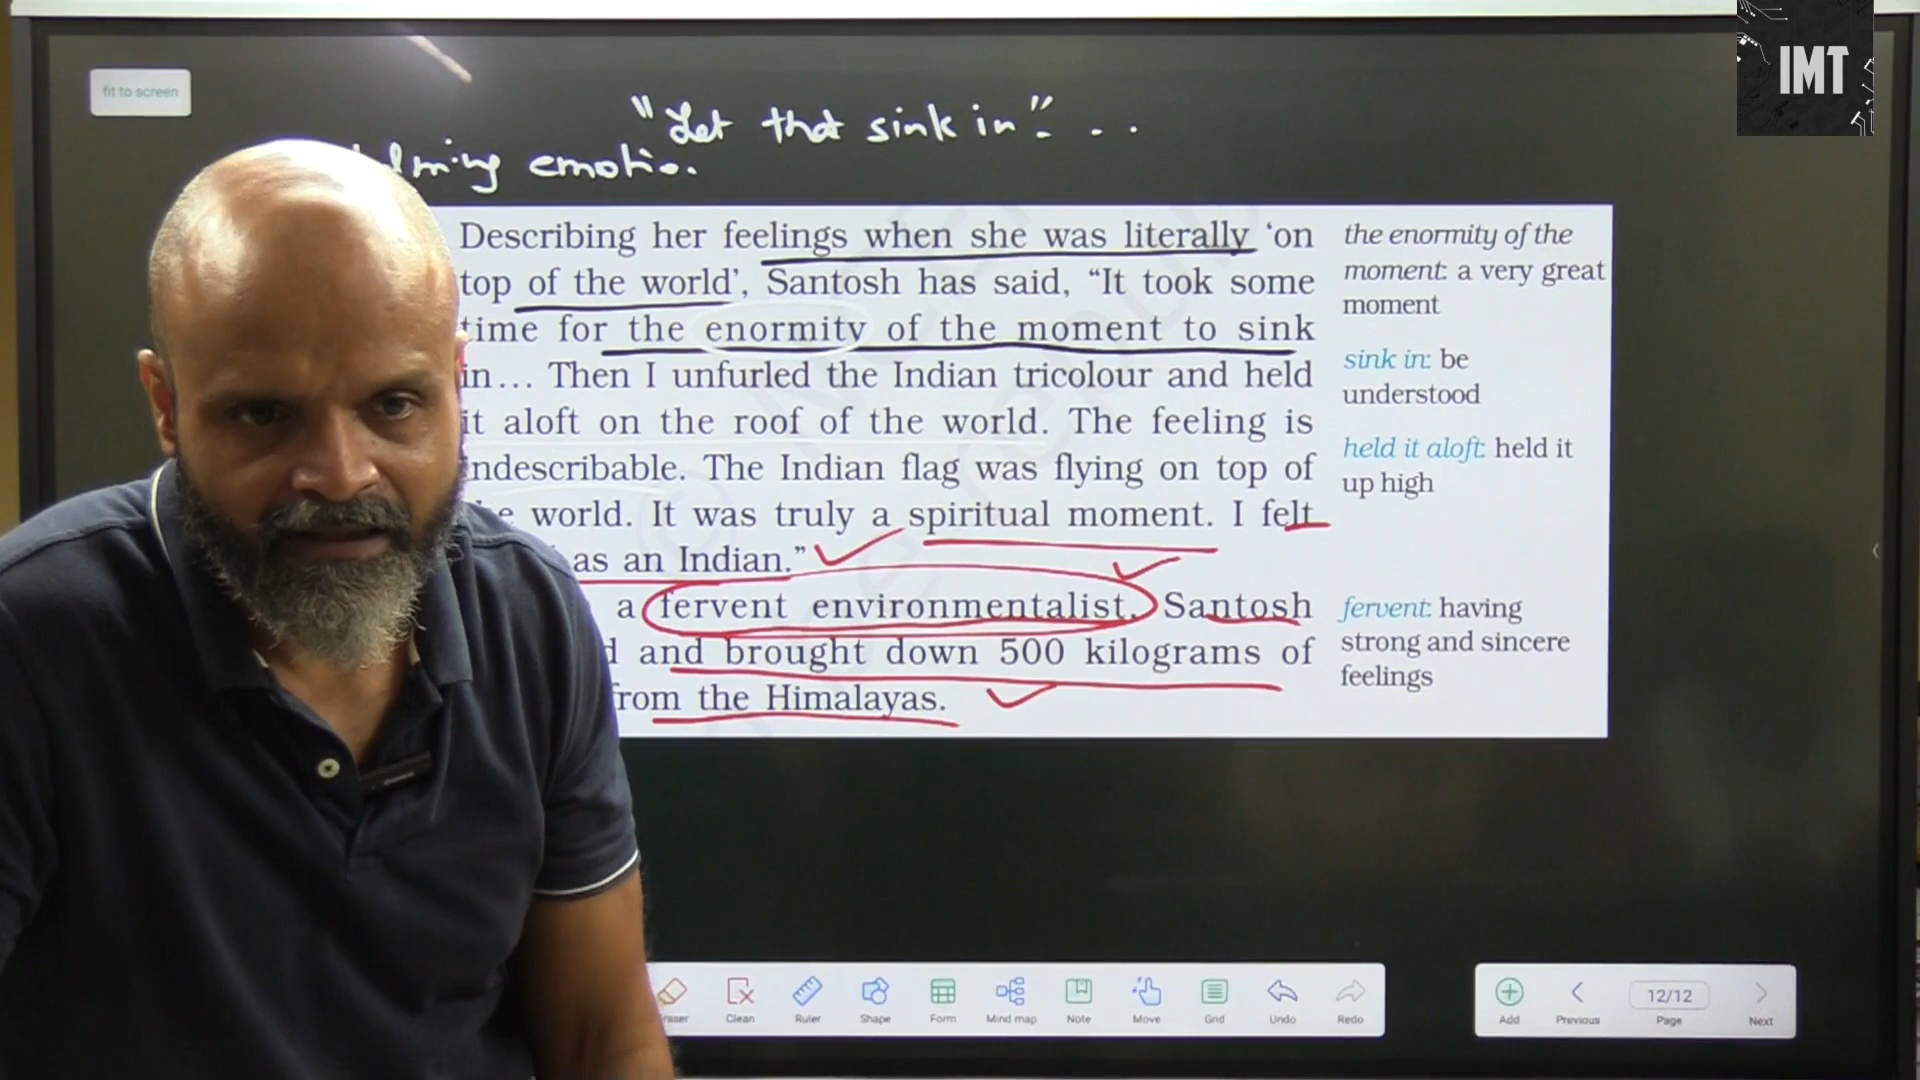 IMT
fit to screen
"Let that sink in". . .
emotio.
Describing her feelings when she was literally 'on
top of the world', Santosh has said, "It took some
time for the enormity of the moment to sink
in... Then I unfurled the Indian tricolour and held
it aloft on the roof of the world. The feeling is
ndescribable. The Indian flag was flying on top of
e world. It was truly a spiritual moment. I felt
as an Indian."
a fervent environmentalist, Santosh
d and brought down 500 kilograms of
rom the Himalayas.
the enormity of the
moment: a very great
moment
sink in: be
understood
held it aloft: held it
up high
fervent: having
strong and sincere
feelings
raser Clean Ruler Shape Form Mind map Note Move Grid Undo Redo
12/12
Add Previous Page Next